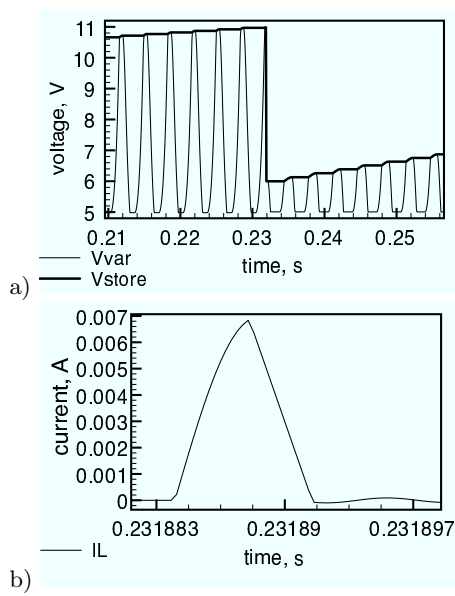 11
10
9
8
7
6
5
voltage, V
0.21 0.22 0.23 0.24 0.25
time, s
Vvar
Vstore
a)
0.007
0.006
0.005
0.004
0.003
0.002
0.001
0
current, A
0.231883 0.23189 0.231897
time, s
IL
b)